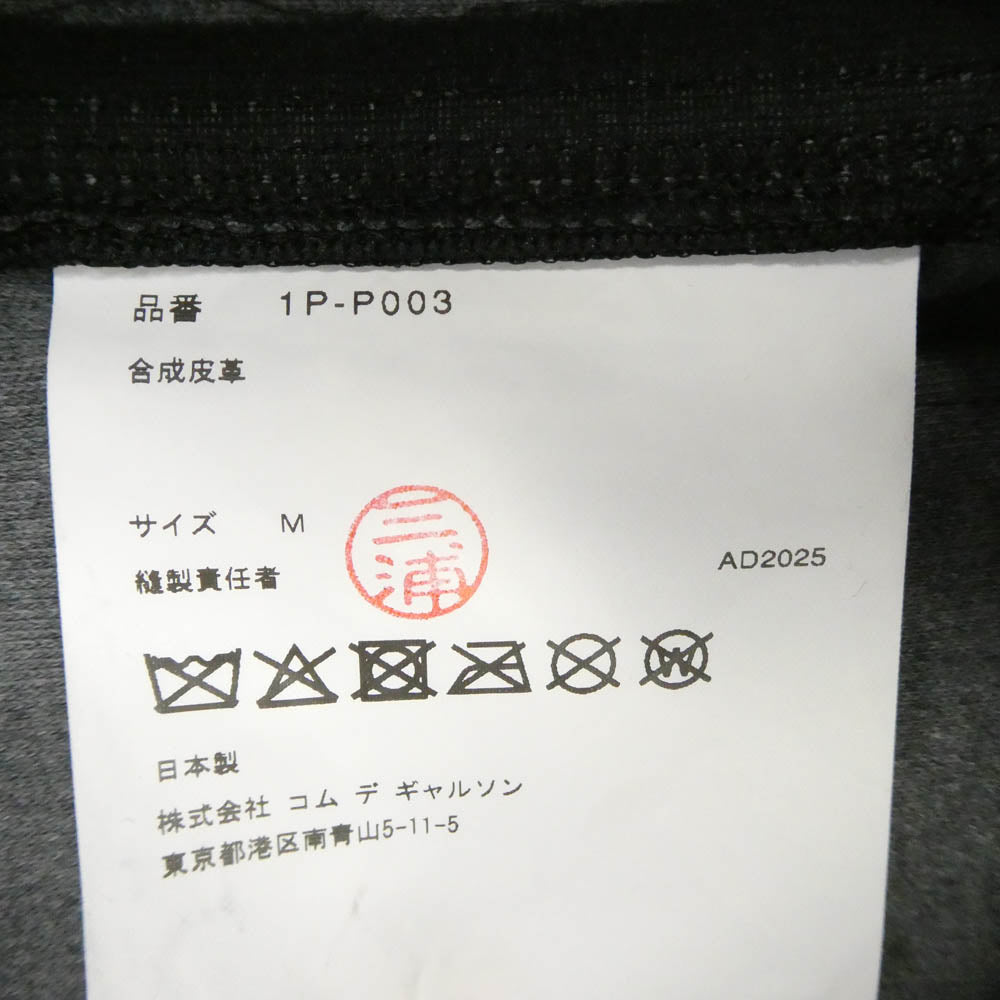 品番 1P-P003
合成皮革
サイズ M
三浦
縫製責任者
AD2025
W
日本製
株式会社 コム デ ギャルソン
東京都港区南青山5-11-5